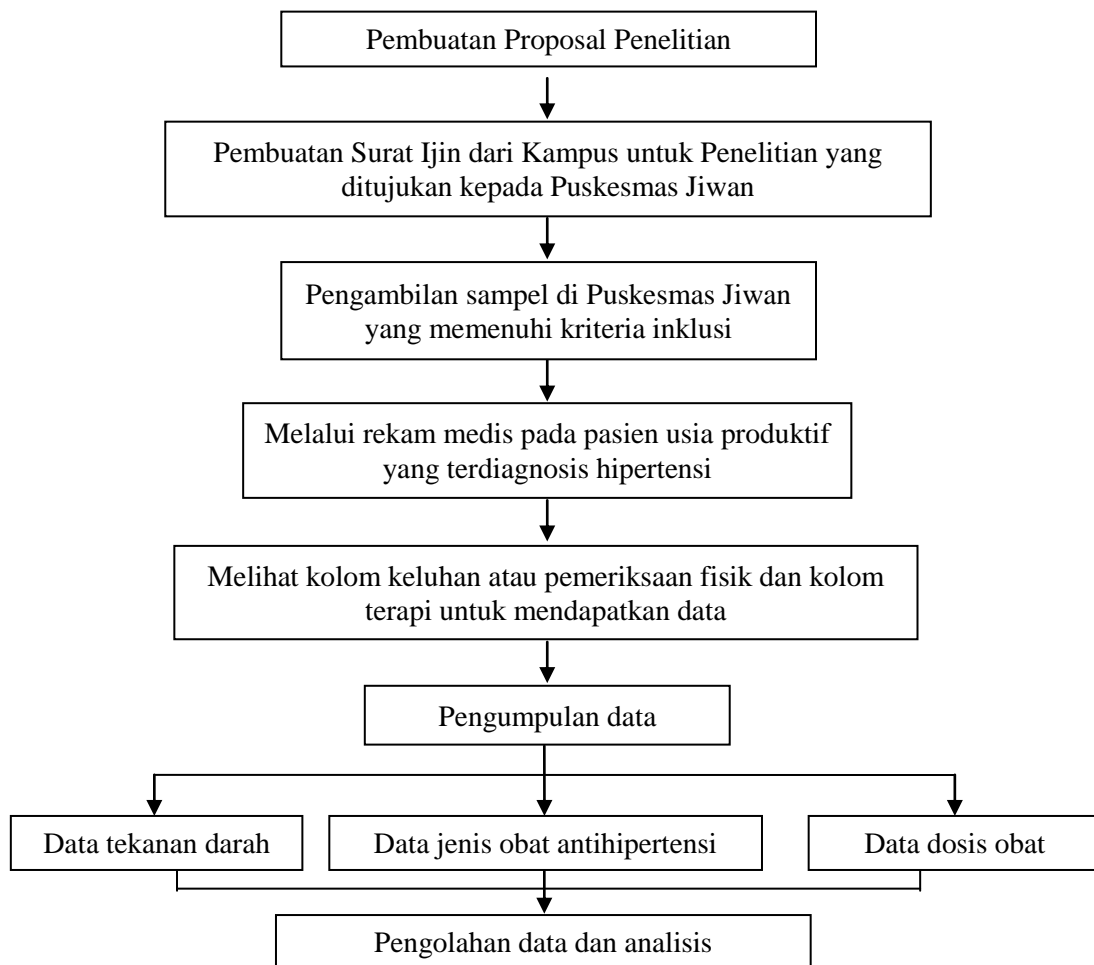 Pembuatan Proposal Penelitian
Pembuatan Surat Ijin dari Kampus untuk Penelitian yang
ditujukan kepada Puskesmas Jiwan
Pengambilan sampel di Puskesmas Jiwan
yang memenuhi kriteria inklusi
Melalui rekam medis pada pasien usia produktif
yang terdiagnosis hipertensi
Melihat kolom keluhan atau pemeriksaan fisik dan kolom
terapi untuk mendapatkan data
Pengumpulan data
Data tekanan darah
Data jenis obat antihipertensi
Data dosis obat
Pengolahan data dan analisis